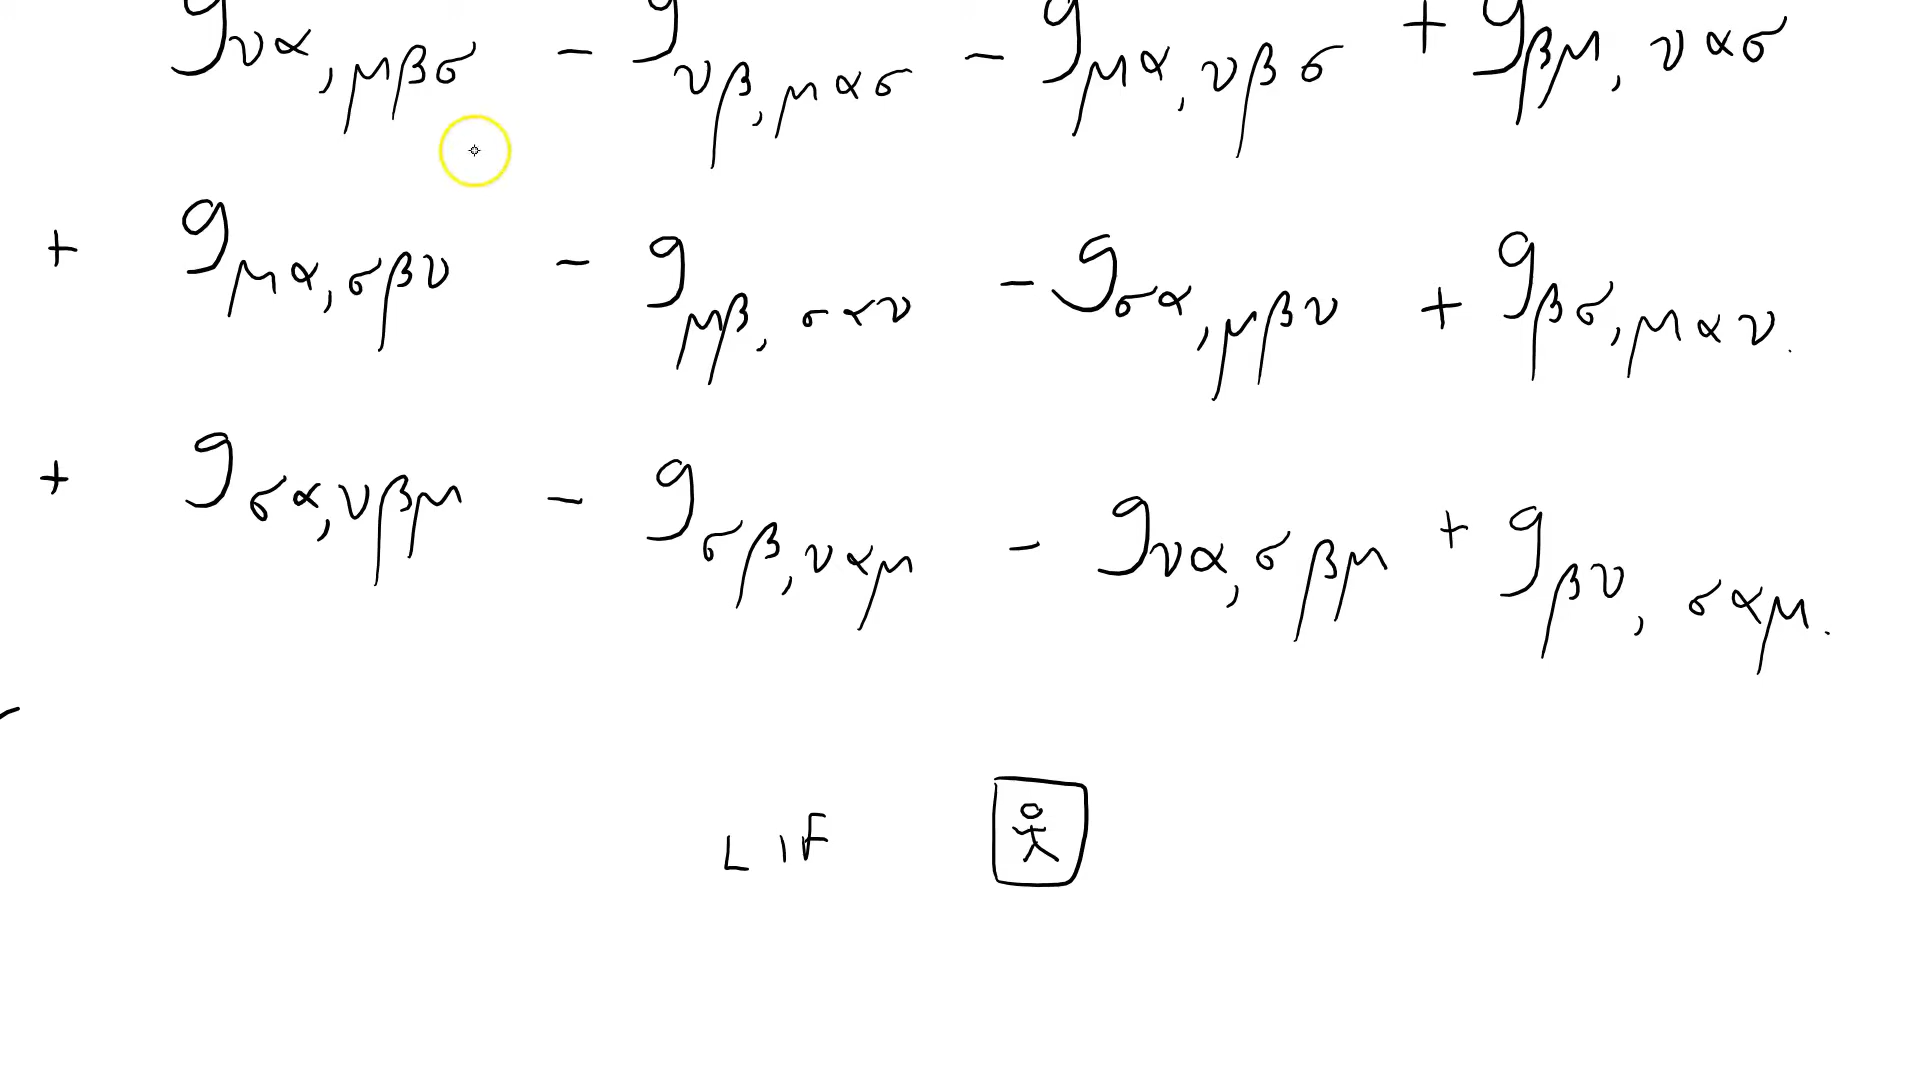 g_{να,μβσ} - g_{νβ,μασ} - g_{μα,νβσ} + g_{βμ,νασ}
+ g_{μα,σβν} - g_{μβ,σαν} - g_{σα,μβν} + g_{βσ,μαν}.
+ g_{σα,νβμ} - g_{σβ,ναμ} - g_{να,σβμ} + g_{βν,σαμ}.
LIF